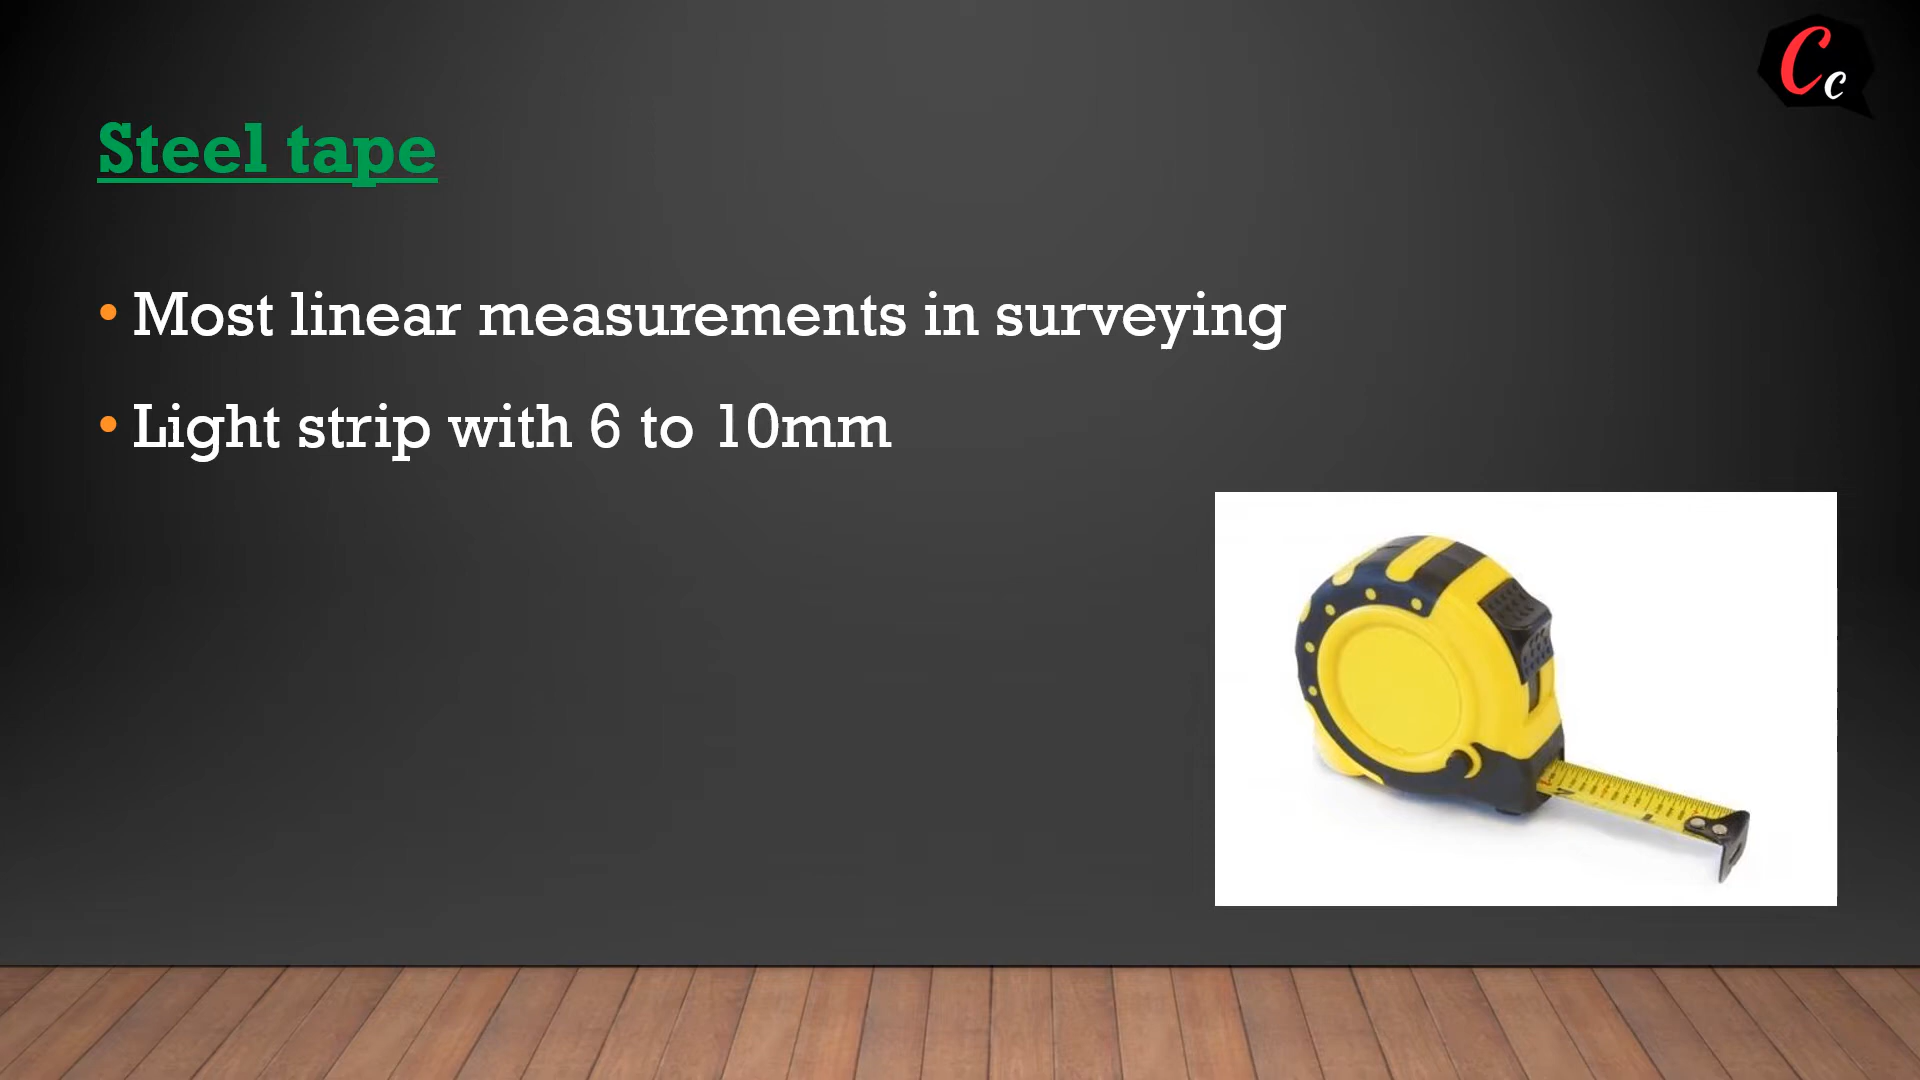 Cc
Steel tape
• Most linear measurements in surveying
• Light strip with 6 to 10mm